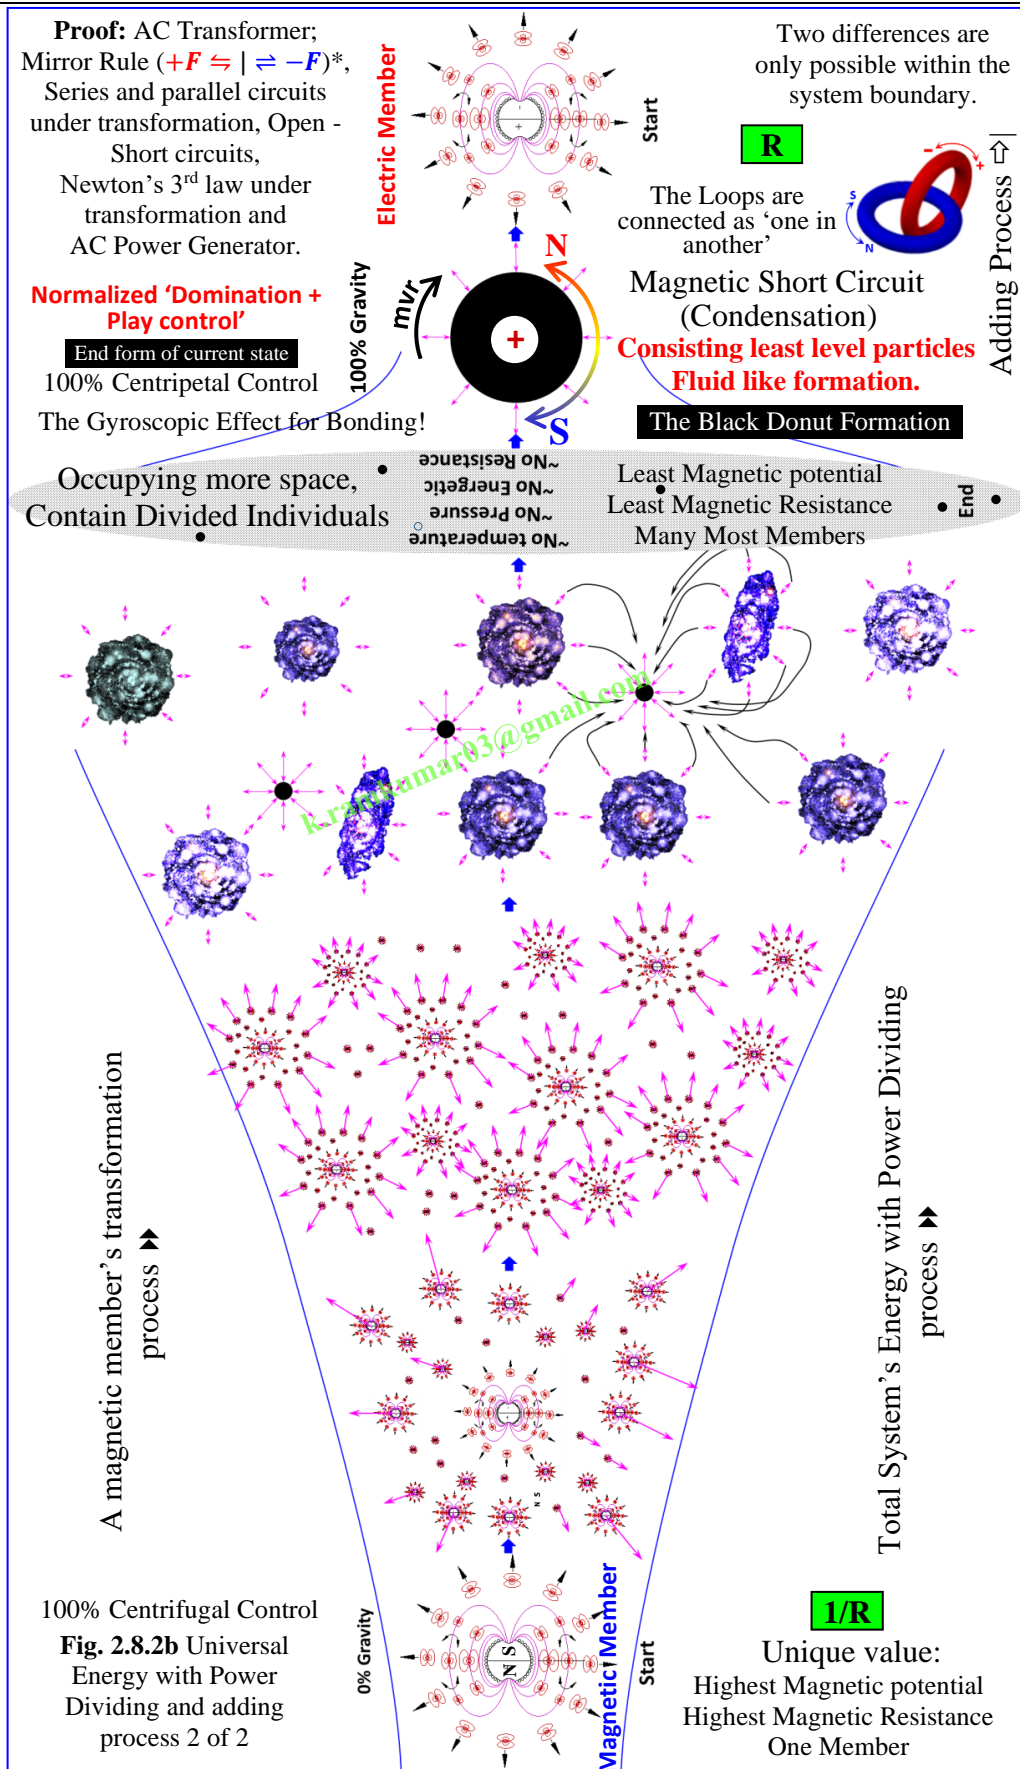 Proof: AC Transformer;
Mirror Rule (+F ⇋ | ⇌ −F)*,
Series and parallel circuits
under transformation, Open -
Short circuits,
Newton's 3rd law under
transformation and
AC Power Generator.
Electric Member
Start
Two differences are
only possible within the
system boundary.
R
The Loops are
connected as 'one in
another'
- +
S
N
Adding Process ⇨|
Normalized 'Domination +
Play control'
End form of current state
100% Centripetal Control
The Gyroscopic Effect for Bonding!
100% Gravity
mvr
N
+
S
Magnetic Short Circuit
(Condensation)
Consisting least level particles
Fluid like formation.
The Black Donut Formation
Occupying more space,
Contain Divided Individuals
~No temperature
~No Pressure
~No Energetic
~No Resistance
Least Magnetic potential
Least Magnetic Resistance
Many Most Members
End
k.ramkumar03@gmail.com
A magnetic member's transformation
process
Total System's Energy with Power Dividing
process
N S
100% Centrifugal Control
Fig. 2.8.2b Universal
Energy with Power
Dividing and adding
process 2 of 2
0% Gravity
N S
Magnetic Member
Start
1/R
Unique value:
Highest Magnetic potential
Highest Magnetic Resistance
One Member